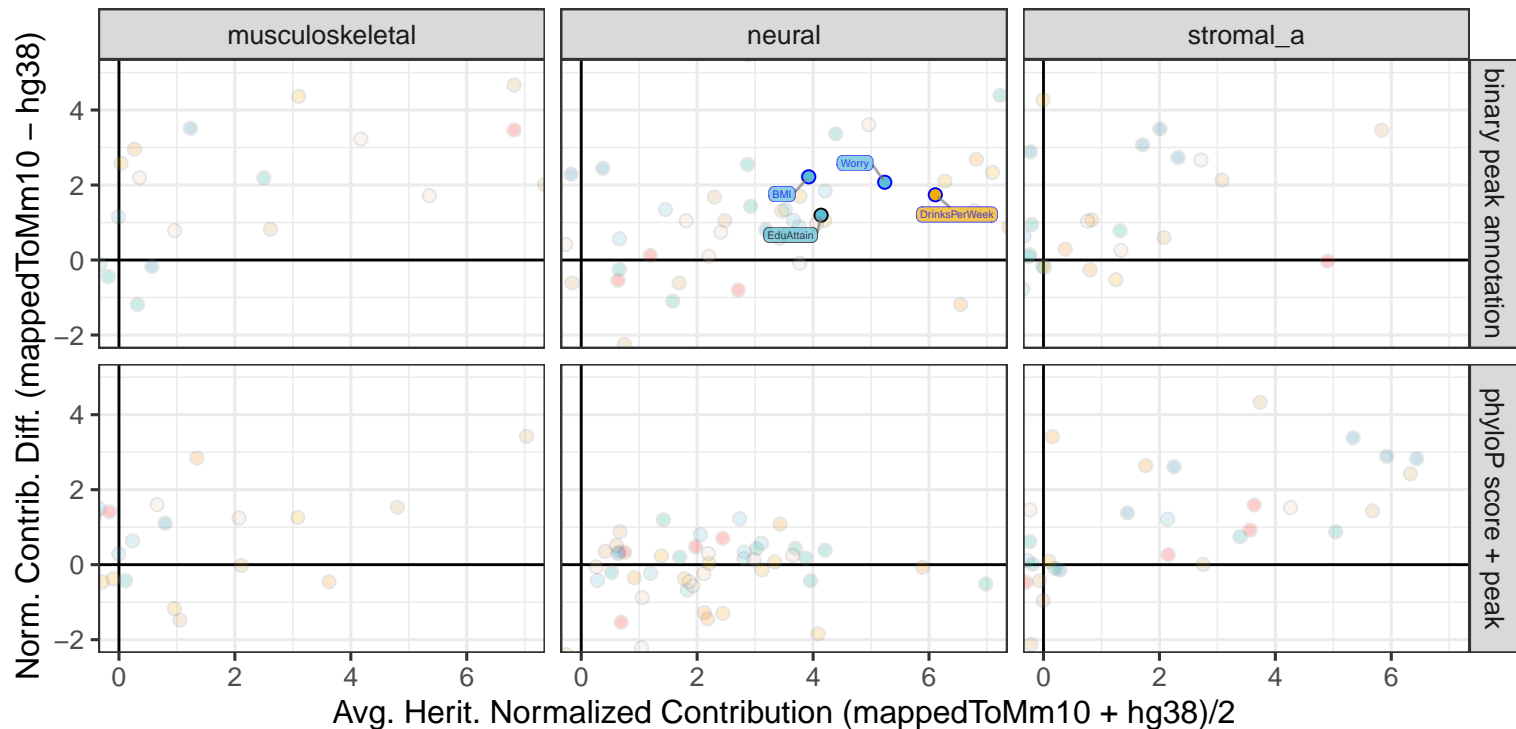 musculoskeletal neural stromal_a
Norm. Contrib. Diff. (mappedToMm10 − hg38)
4
2
0
−2
Worry
BMI
DrinksPerWeek
EduAttain
binary peak annotation
4
2
0
−2
phyloP score + peak
0 2 4 6 0 2 4 6 0 2 4 6
Avg. Herit. Normalized Contribution (mappedToMm10 + hg38)/2